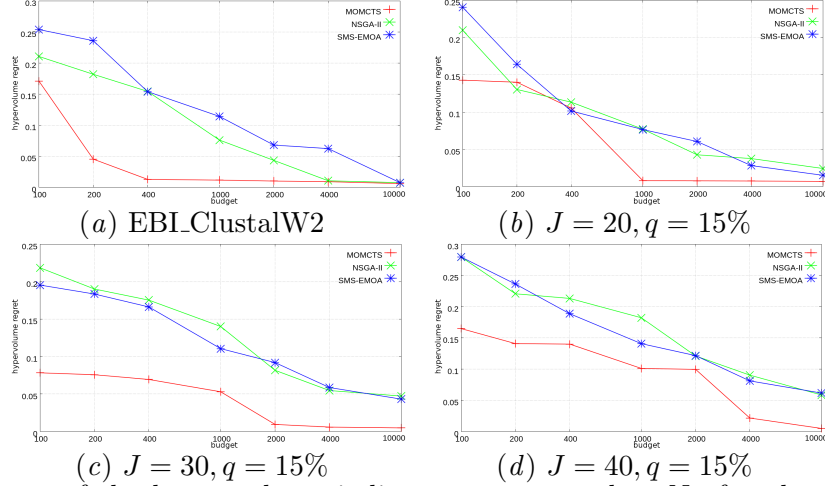 0.3
0.25
0.2
0.15
0.1
0.05
0
hypervolume regret
MOMCTS
NSGA-II
SMS-EMOA
100 200 400 1000 2000 4000 10000
budget
(a) EBI_ClustalW2
0.25
0.2
0.15
0.1
0.05
0
hypervolume regret
MOMCTS
NSGA-II
SMS-EMOA
100 200 400 1000 2000 4000 10000
budget
(b) J = 20, q = 15%
0.25
0.2
0.15
0.1
0.05
0
hypervolume regret
MOMCTS
NSGA-II
SMS-EMOA
100 200 400 1000 2000 4000 10000
budget
(c) J = 30, q = 15%
0.3
0.25
0.2
0.15
0.1
0.05
0
hypervolume regret
MOMCTS
NSGA-II
SMS-EMOA
100 200 400 1000 2000 4000 10000
budget
(d) J = 40, q = 15%